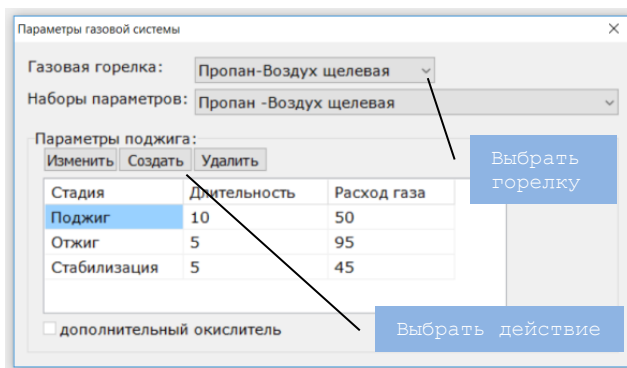 Параметры газовой системы
Газовая горелка: Пропан-Воздух щелевая
Наборы параметров: Пропан -Воздух щелевая
Параметры поджига:
Изменить Создать Удалить
Выбрать
горелку
Стадия Длительность Расход газа
Поджиг 10 50
Отжиг 5 95
Стабилизация 5 45
дополнительный окислитель
Выбрать действие